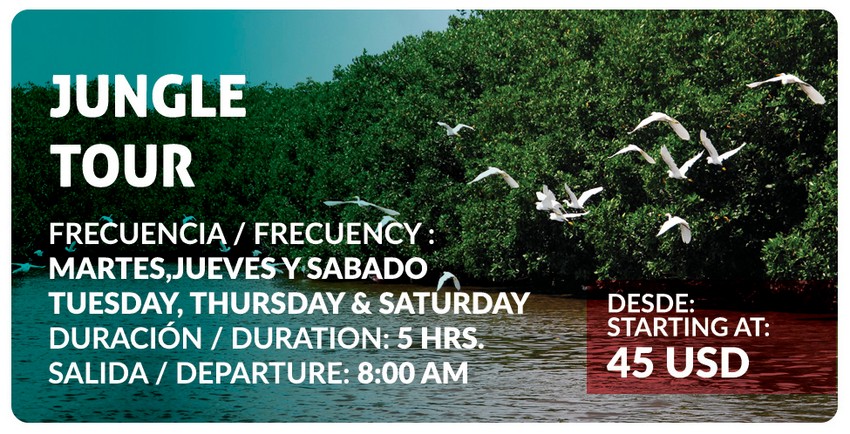 JUNGLE
TOUR
FRECUENCIA / FRECUENCY :
MARTES,JUEVES Y SABADO
TUESDAY, THURSDAY & SATURDAY
DURACIÓN / DURATION: 5 HRS.
SALIDA / DEPARTURE: 8:00 AM
DESDE:
STARTING AT:
45 USD